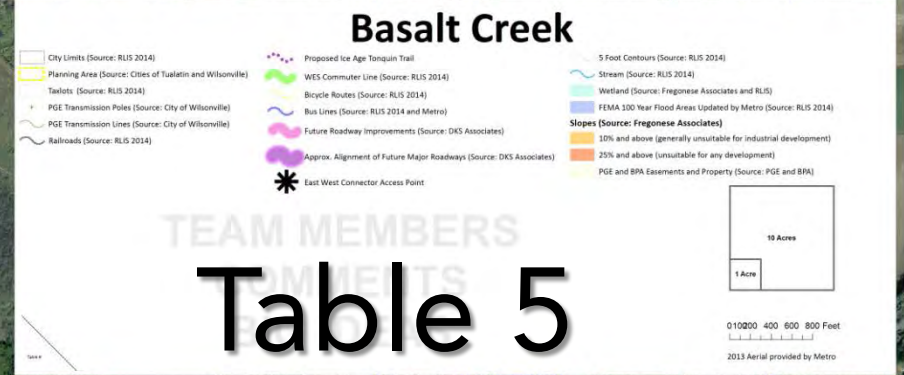 Basalt Creek
City Limits (Source: RLIS 2014)
Planning Area (Source: Cities of Tualatin and Wilsonville)
Taxlots (Source: RLIS 2014)
PGE Transmission Poles (Source: City of Wilsonville)
PGE Transmission Lines (Source: City of Wilsonville)
Railroads (Source: RLIS 2014)
Proposed Ice Age Tonquin Trail
WES Commuter Line (Source: RLIS 2014)
Bicycle Routes (Source: RLIS 2014)
Bus Lines (Source: RLIS 2014 and Metro)
Future Roadway Improvements (Source: DKS Associates)
Approx. Alignment of Future Major Roadways (Source: DKS Associates)
East West Connector Access Point
5 Foot Contours (Source: RLIS 2014)
Stream (Source: RLIS 2014)
Wetland (Source: Fregonese Associates and RLIS)
FEMA 100 Year Flood Areas Updated by Metro (Source: RLIS 2014)
Slopes (Source: Fregonese Associates)
10% and above (generally unsuitable for industrial development)
25% and above (unsuitable for any development)
PGE and BPA Easements and Property (Source: PGE and BPA)
10 Acres
1 Acre
0100200 400 600 800 Feet
2013 Aerial provided by Metro
TEAM MEMBERS
COMMENTS
Table 5